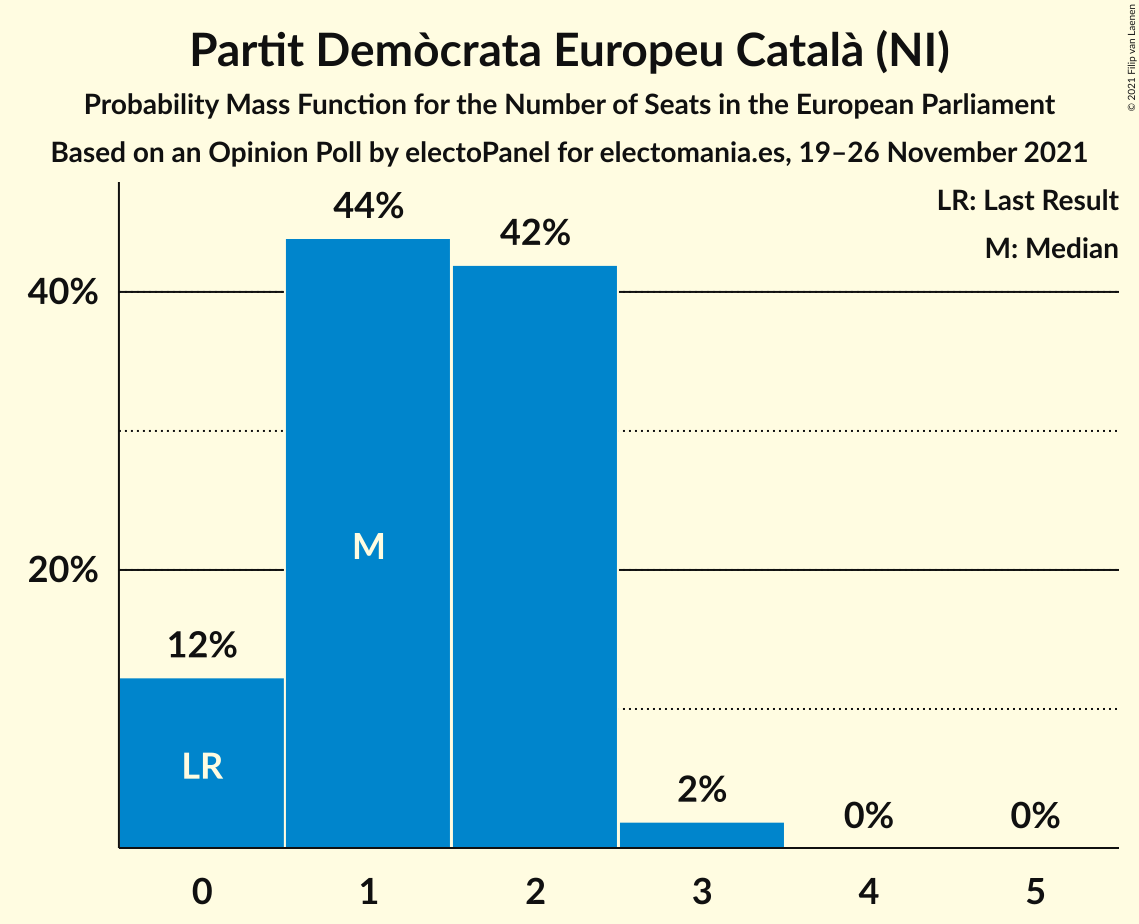 Partit Demòcrata Europeu Català (NI)
Probability Mass Function for the Number of Seats in the European Parliament
Based on an Opinion Poll by electoPanel for electomania.es, 19–26 November 2021
© 2021 Filip van Laenen
LR: Last Result
M: Median
44%
42%
40%
M
20%
12%
LR
2%
0%
0%
0 1 2 3 4 5